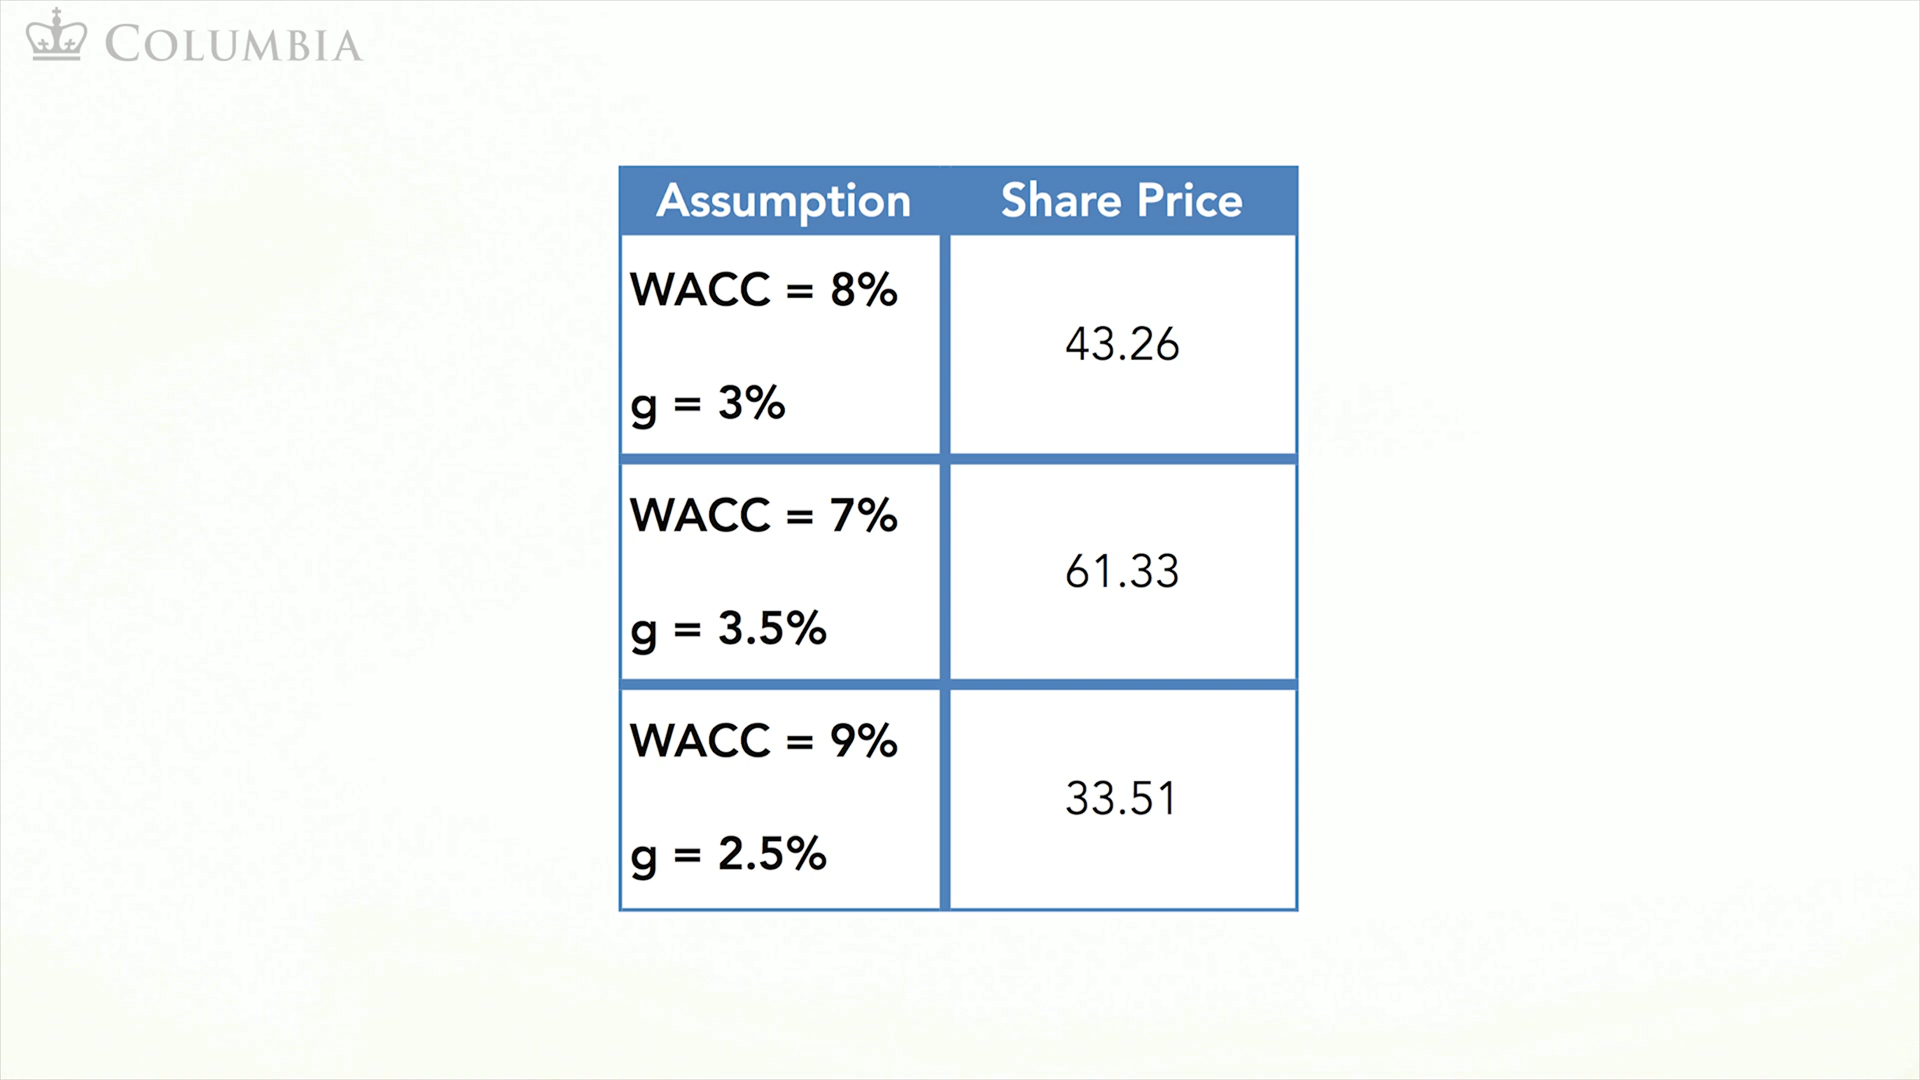 COLUMBIA
Assumption Share Price
WACC = 8%
43.26
g = 3%
WACC = 7%
61.33
g = 3.5%
WACC = 9%
33.51
g = 2.5%